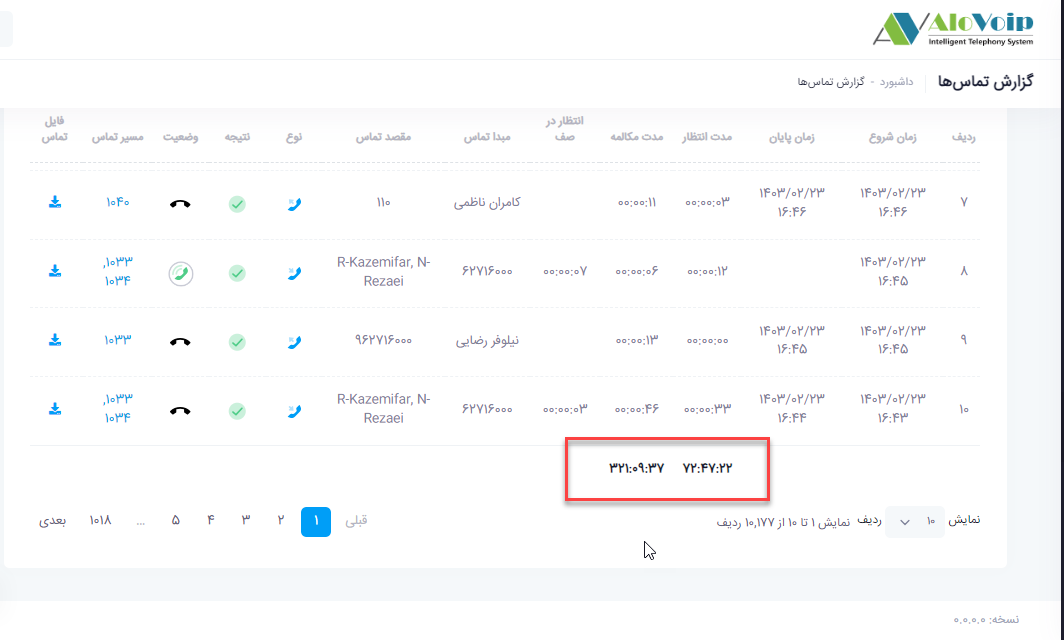 AloVoip
Intelligent Telephony System
گزارش تماس‌ها
داشبورد - گزارش تماس‌ها
ردیف زمان شروع زمان پایان مدت انتظار مدت مکالمه انتظار در صف مبدا تماس مقصد تماس نوع نتیجه وضعیت مسیر تماس فایل تماس
۷ ۱۴۰۳/۰۲/۲۳ ۱۶:۴۶ ۱۴۰۳/۰۲/۲۳ ۱۶:۴۶ ۰۰:۰۰:۰۳ ۰۰:۰۰:۱۱ کامران ناظمی ۱۱۰ ۱۰۴۰
۸ ۱۴۰۳/۰۲/۲۳ ۱۶:۴۵ ۰۰:۰۰:۱۲ ۰۰:۰۰:۰۶ ۰۰:۰۰:۰۷ ۶۲۷۱۶۰۰۰ R-Kazemifar, N-Rezaei ۱۰۳۳, ۱۰۳۴
۹ ۱۴۰۳/۰۲/۲۳ ۱۶:۴۵ ۱۴۰۳/۰۲/۲۳ ۱۶:۴۵ ۰۰:۰۰:۰۰ ۰۰:۰۰:۱۳ نیلوفر رضایی ۹۶۲۷۱۶۰۰۰ ۱۰۳۳
۱۰ ۱۴۰۳/۰۲/۲۳ ۱۶:۴۳ ۱۴۰۳/۰۲/۲۳ ۱۶:۴۴ ۰۰:۰۰:۳۳ ۰۰:۰۰:۴۶ ۰۰:۰۰:۰۳ ۶۲۷۱۶۰۰۰ R-Kazemifar, N-Rezaei ۱۰۳۳, ۱۰۳۴
۷۲:۴۷:۲۲ ۳۲۱:۰۹:۳۷
نمایش ۱۰ ردیف نمایش ۱ تا ۱۰ از ۱۰,۱۷۷ ردیف
قبلی ۱ ۲ ۳ ۴ ۵ ... ۱۰۱۸ بعدی
نسخه: ۰.۰.۰.۰